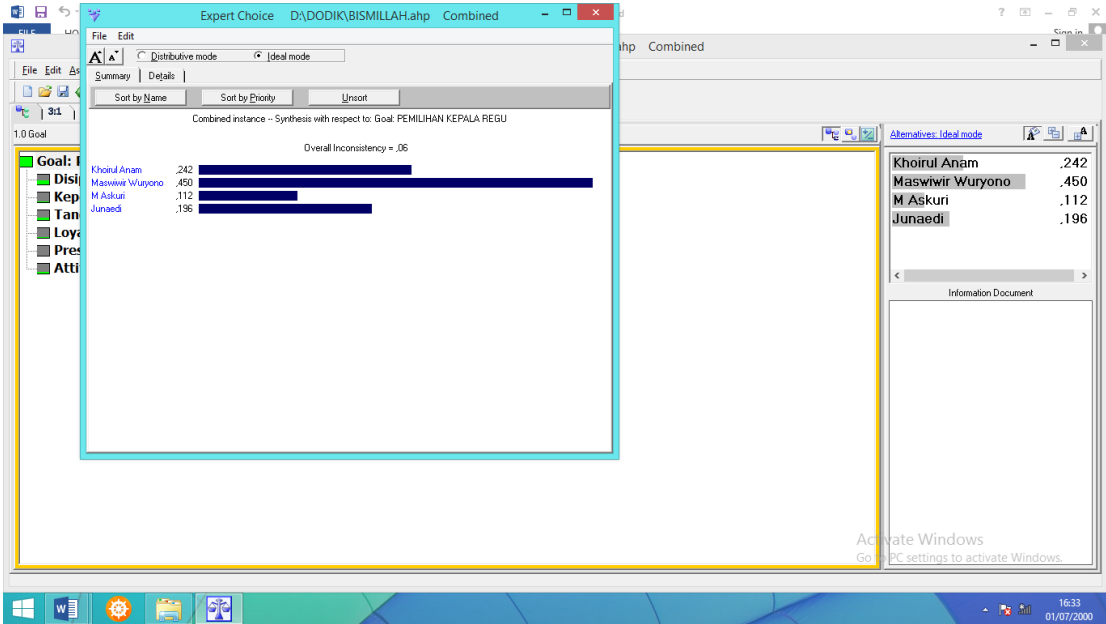 Expert Choice D:\DODIK\BISMILLAH.ahp Combined
File Edit
Distributive mode Ideal mode
Summary Details
Sort by Name Sort by Priority Unsort
Combined instance -- Synthesis with respect to: Goal: PEMILIHAN KEPALA REGU
Overall Inconsistency = ,06
Khoirul Anam ,242
Maswiwir Wuryono ,450
M Askuri ,112
Junaedi ,196
Sign in
ahp Combined
File Edit As
3:1
1.0 Goal
Goal:
Disi
Kep
Tan
Loya
Pres
Atti
Alternatives: Ideal mode
Khoirul Anam ,242
Maswiwir Wuryono ,450
M Askuri ,112
Junaedi ,196
Information Document
Activate Windows
Go to PC settings to activate Windows.
16:33
01/07/2000